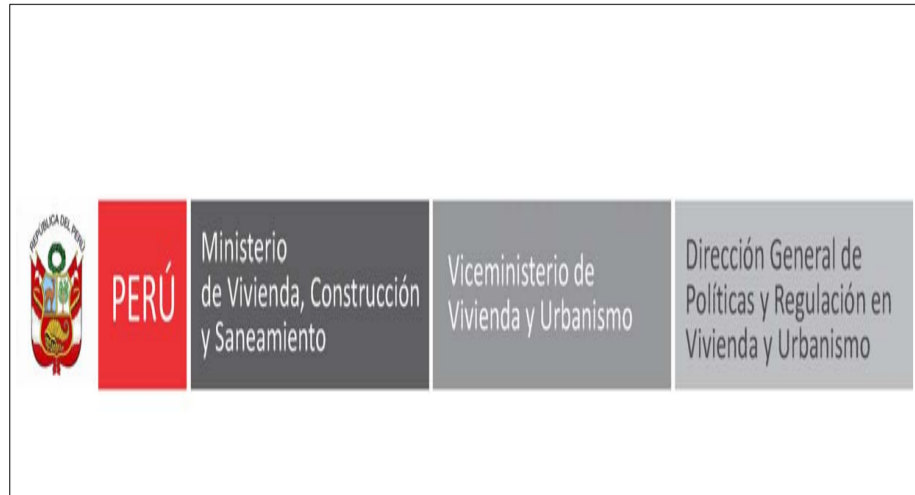 REPÚBLICA DEL PERÚ
PERÚ
Ministerio
de Vivienda, Construcción
y Saneamiento
Viceministerio de
Vivienda y Urbanismo
Dirección General de
Políticas y Regulación en
Vivienda y Urbanismo